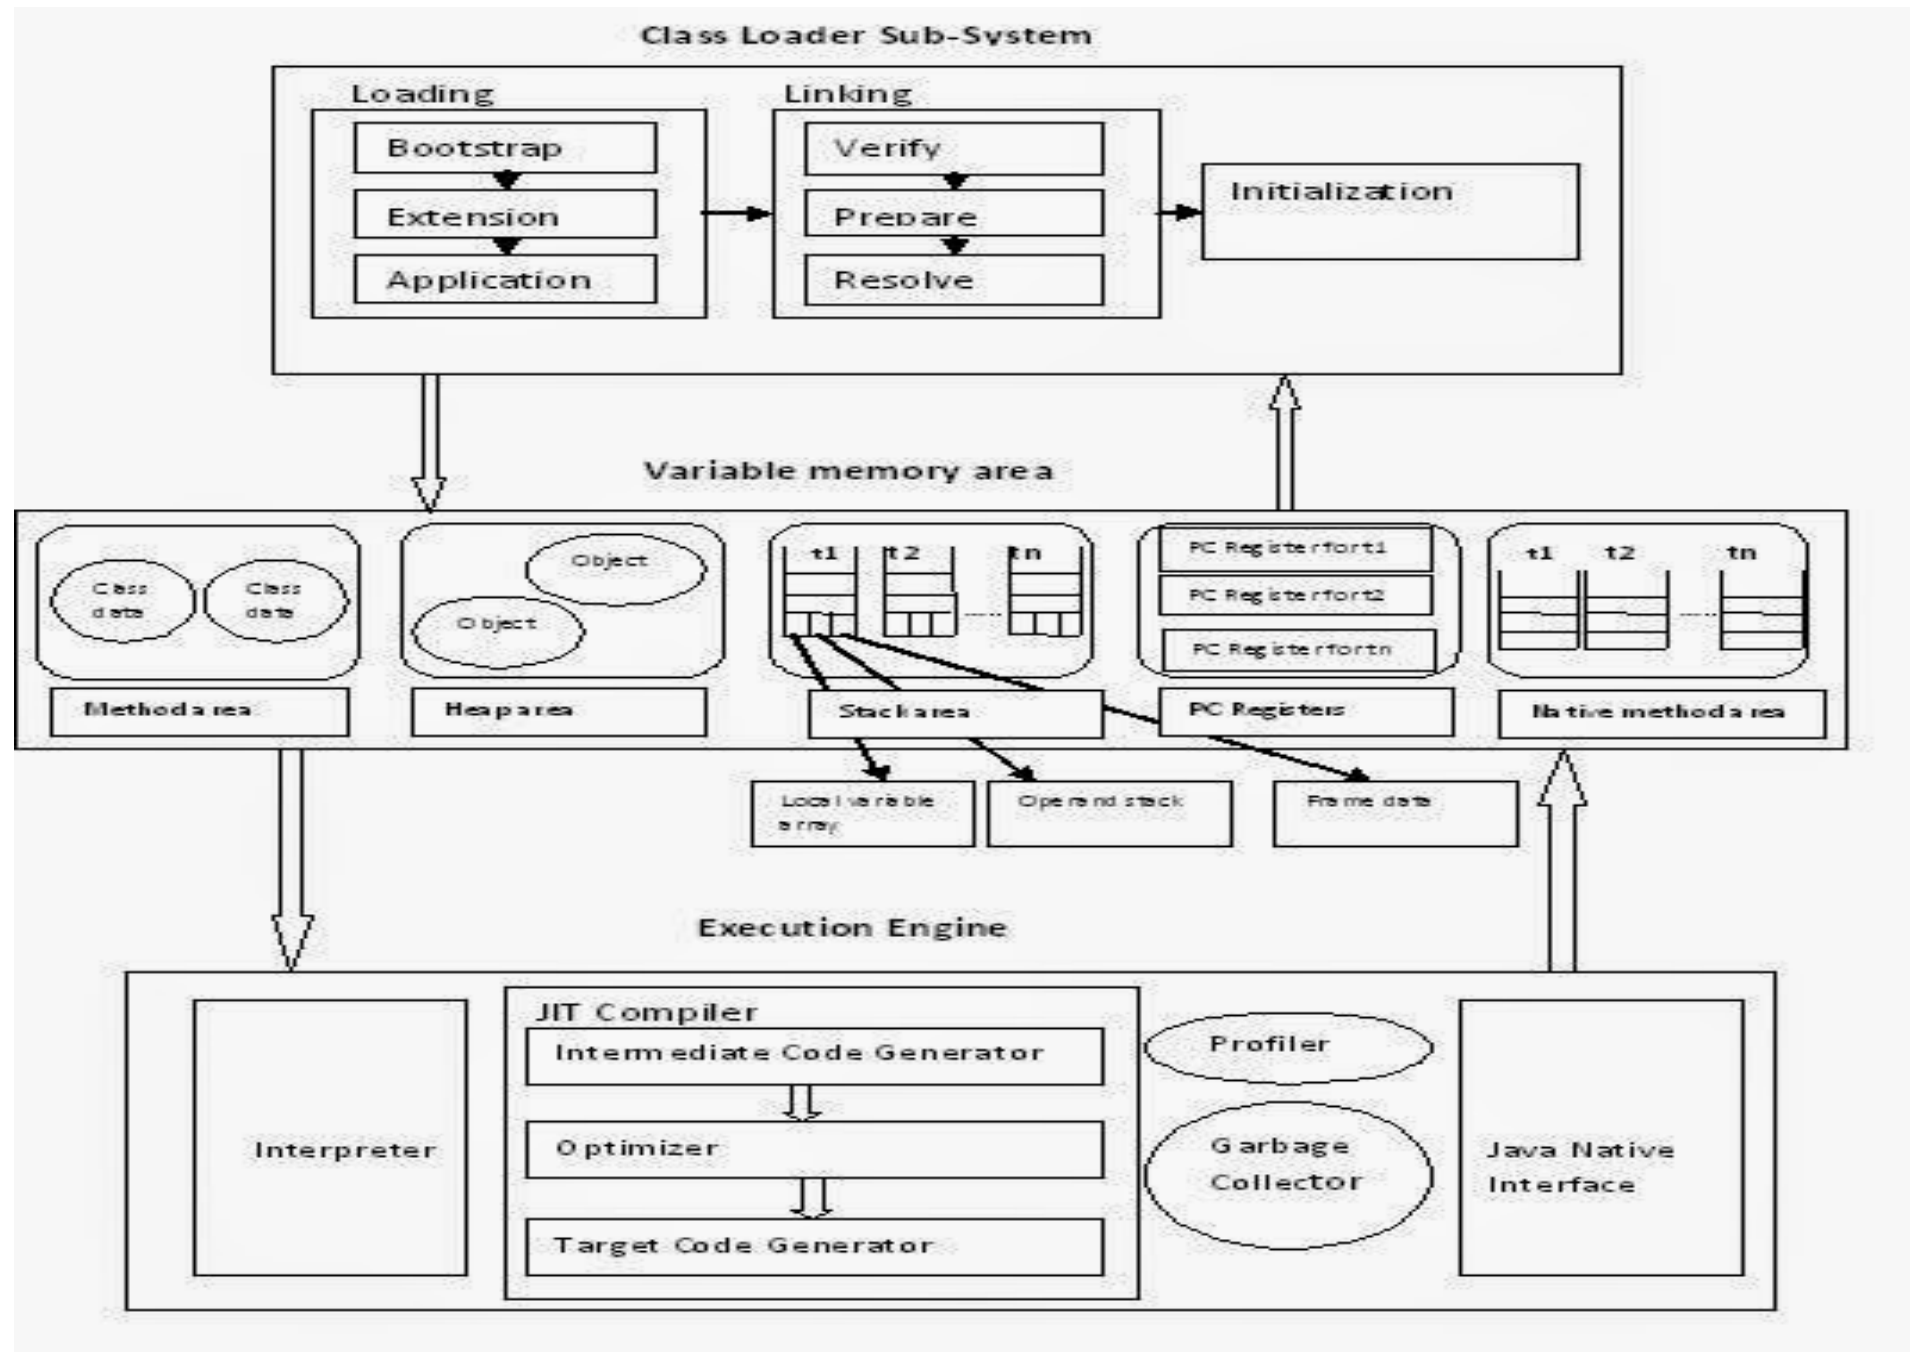 Class Loader Sub-System
Loading
Bootstrap
Extension
Application
Linking
Verify
Prepare
Resolve
Initialization
Variable memory area
Class
data
Class
data
Method area
Object
Object
Heap area
t1 t2 tn
.....
Stack area
PC Register for t1
PC Register for t2
PC Register for tn
PC Registers
t1 t2 tn
.....
Native method area
Local variable
array
Operand stack
Frame data
Execution Engine
Interpreter
JIT Compiler
Intermediate Code Generator
Optimizer
Target Code Generator
Profiler
Garbage
Collector
Java Native
Interface